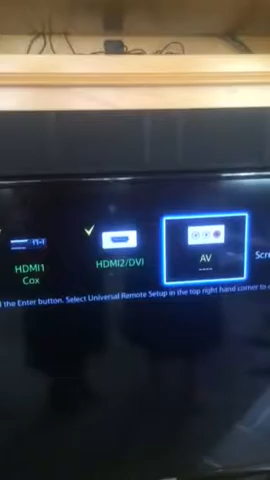 HDMI1
Cox
HDMI2/DVI
AV
----
Scre
the Enter button. Select Universal Remote Setup in the top right hand corner to